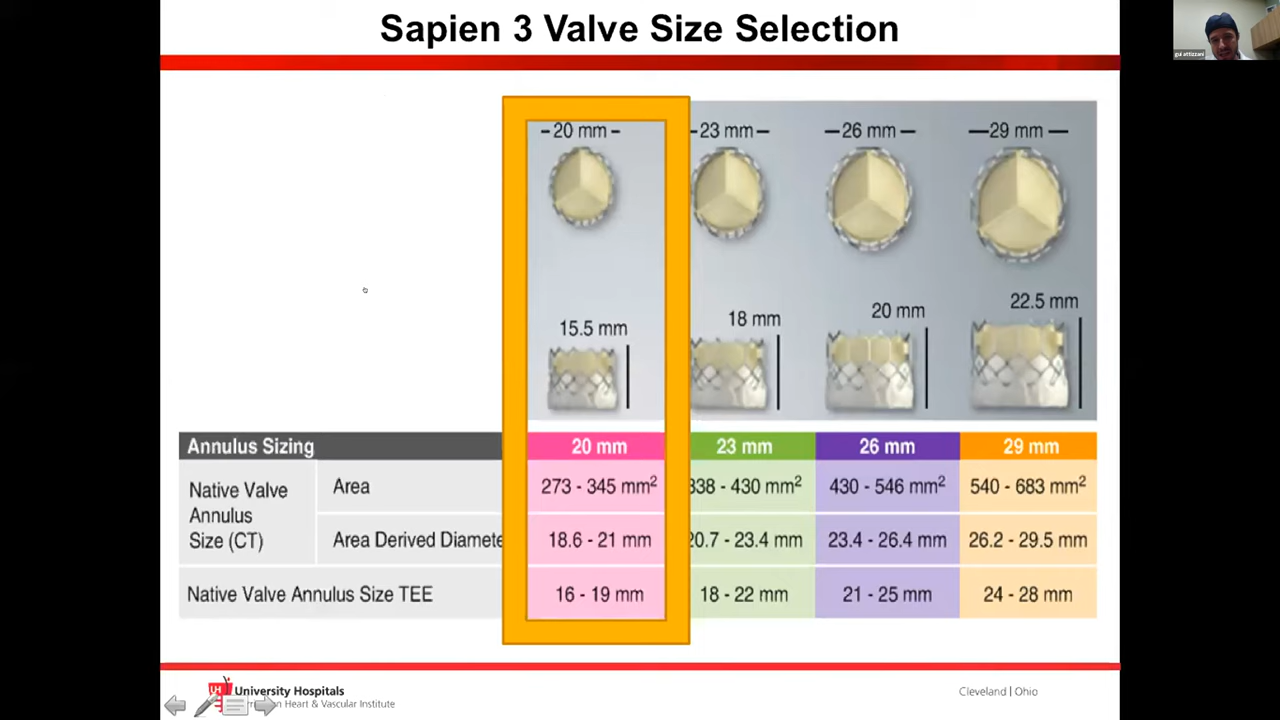 Sapien 3 Valve Size Selection
gui attizzani
20 mm
23 mm
26 mm
29 mm
15.5 mm
18 mm
20 mm
22.5 mm
Annulus Sizing
20 mm
23 mm
26 mm
29 mm
Native Valve
Annulus
Size (CT)
Area
273 - 345 mm²
338 - 430 mm²
430 - 546 mm²
540 - 683 mm²
Area Derived Diamete
18.6 - 21 mm
20.7 - 23.4 mm
23.4 - 26.4 mm
26.2 - 29.5 mm
Native Valve Annulus Size TEE
16 - 19 mm
18 - 22 mm
21 - 25 mm
24 - 28 mm
UH
University Hospitals
Heart & Vascular Institute
Cleveland | Ohio